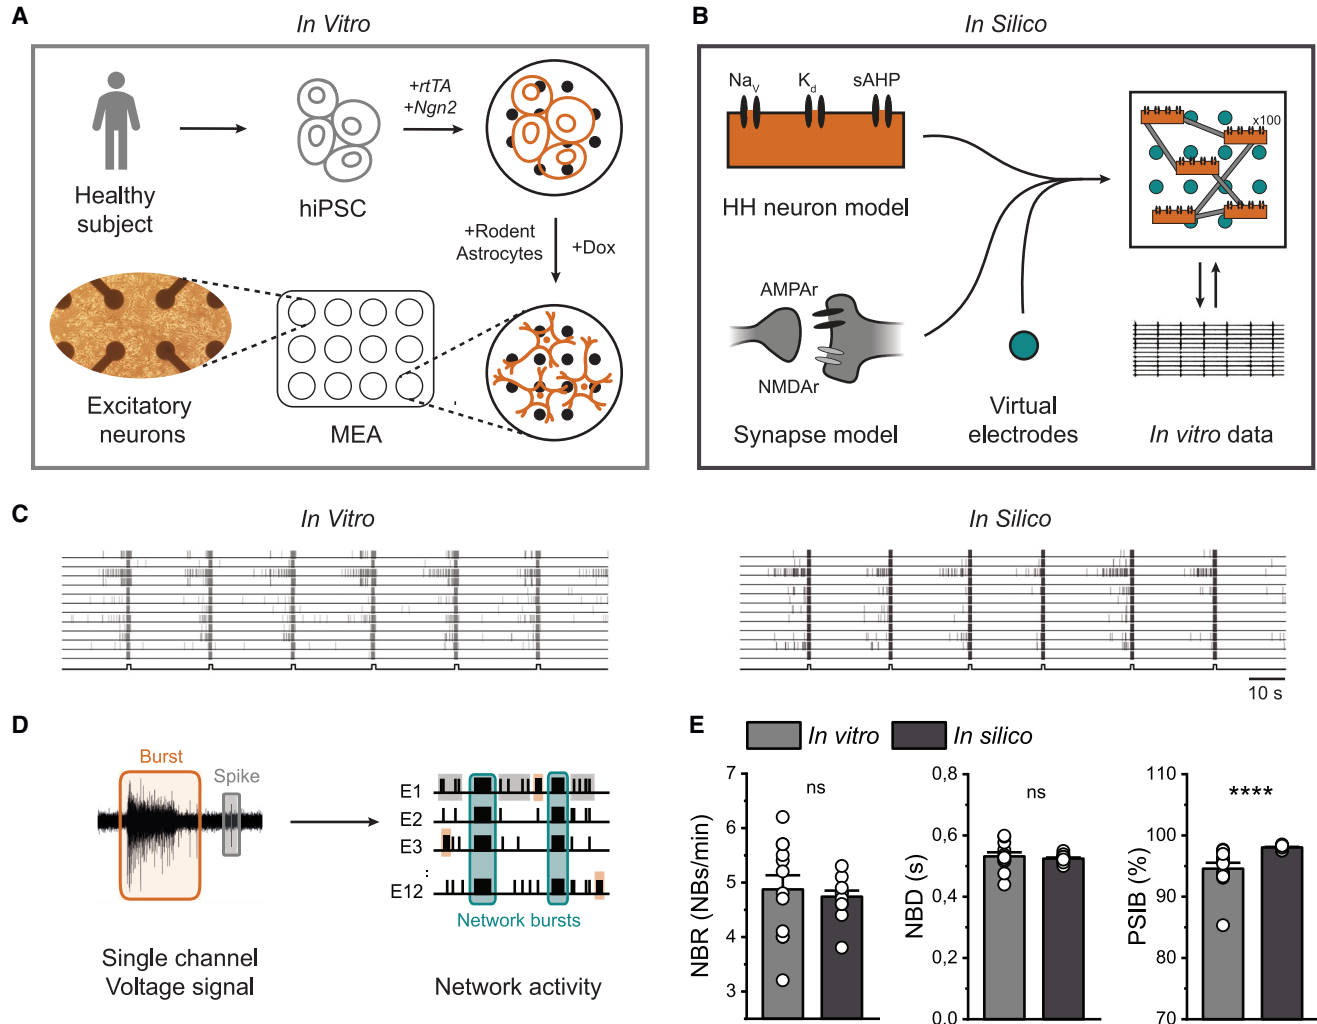 A
In Vitro
Healthy
subject
hiPSC
+rtTA
+Ngn2
+Rodent
Astrocytes
+Dox
Excitatory
neurons
MEA
B
In Silico
Nav
Kd
sAHP
HH neuron model
AMPAr
NMDAr
Synapse model
Virtual
electrodes
x100
In vitro data
C
In Vitro
In Silico
10 s
D
Burst
Spike
Single channel
Voltage signal
E1
E2
E3
:
E12
Network bursts
Network activity
E
In vitro
In silico
NBR (NBs/min)
7
6
5
4
3
ns
NBD (s)
0,8
0,6
0,4
0,2
0.0
ns
PSIB (%)
110
100
90
80
70
****